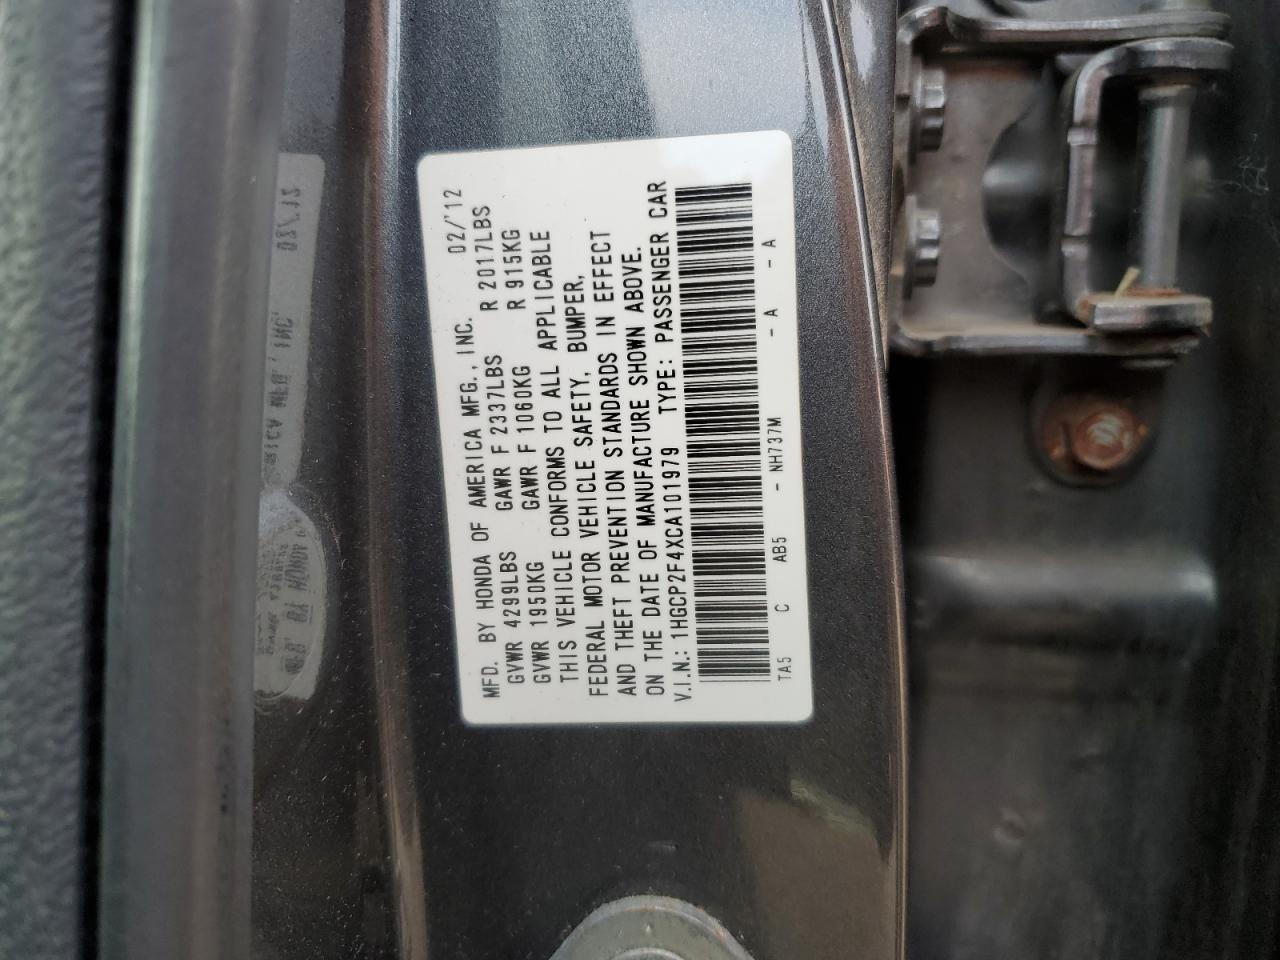 MFD. BY HONDA OF AMERICA MFG., INC. 02/'12
GVWR 4299LBS GAWR F 2337LBS R 2017LBS
GVWR 1950KG GAWR F 1060KG R 915KG
THIS VEHICLE CONFORMS TO ALL APPLICABLE
FEDERAL MOTOR VEHICLE SAFETY, BUMPER,
AND THEFT PREVENTION STANDARDS IN EFFECT
ON THE DATE OF MANUFACTURE SHOWN ABOVE.
V.I.N.: 1HGCP2F4XCA101979 TYPE: PASSENGER CAR
TA5 C AB5 - NH737M - A - A